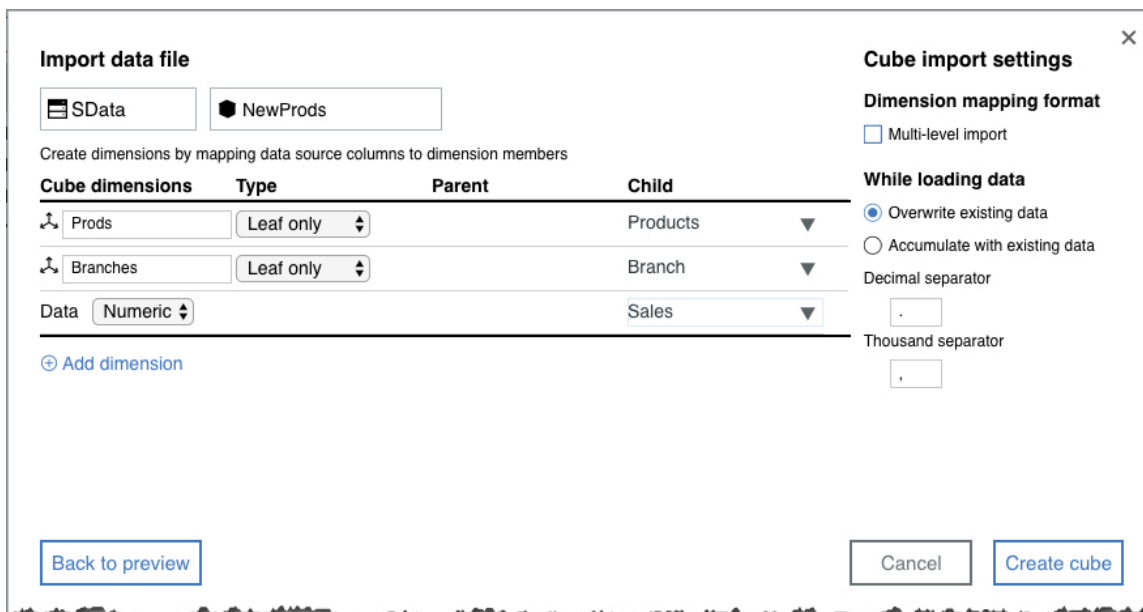 Import data file
SData
NewProds
Create dimensions by mapping data source columns to dimension members
Cube dimensions Type Parent Child
Prods Leaf only Products
Branches Leaf only Branch
Data Numeric Sales
Add dimension
Back to preview
Cube import settings
Dimension mapping format
Multi-level import
While loading data
Overwrite existing data
Accumulate with existing data
Decimal separator
.
Thousand separator
,
Cancel Create cube